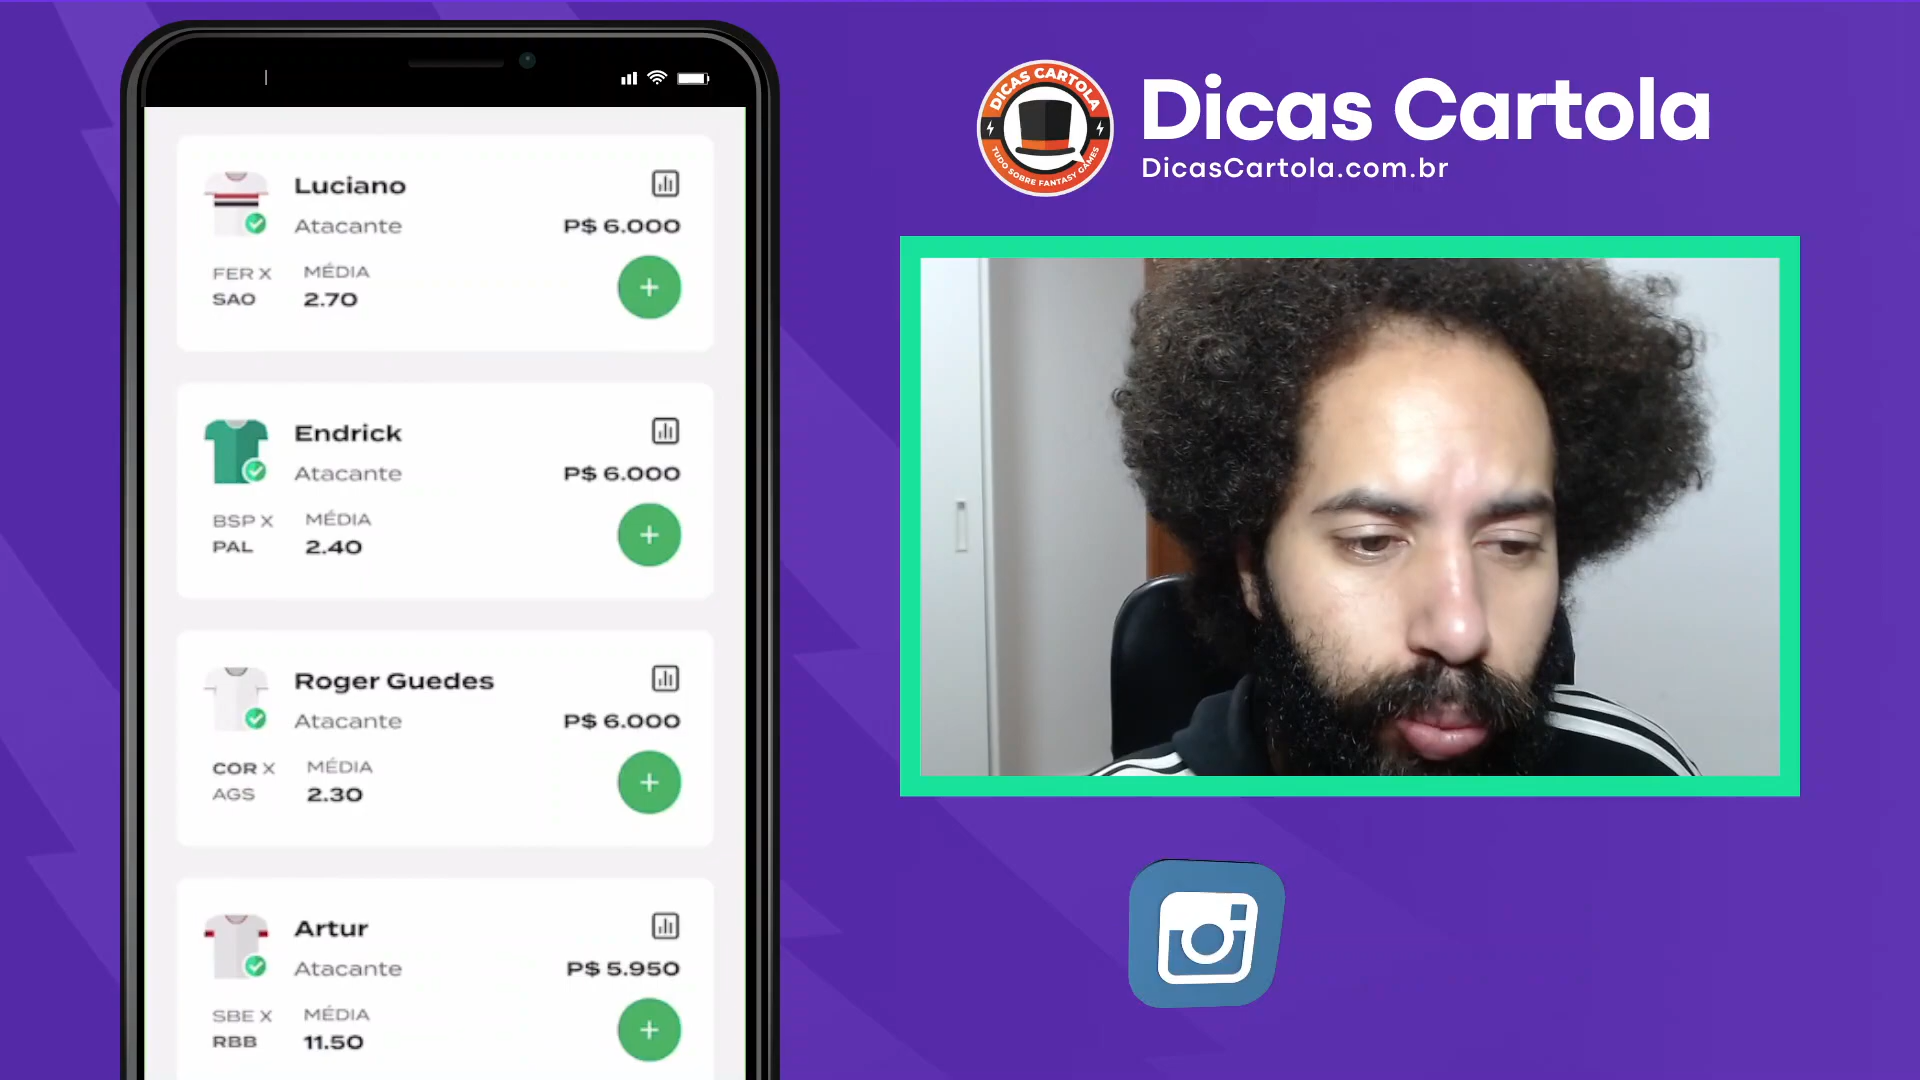 Luciano
Atacante
P$ 6.000
FER X
SAO
MÉDIA
2.70
Endrick
Atacante
P$ 6.000
BSP X
PAL
MÉDIA
2.40
Roger Guedes
Atacante
P$ 6.000
COR X
AGS
MÉDIA
2.30
Artur
Atacante
P$ 5.950
SBE X
RBB
MÉDIA
11.50
DICAS CARTOLA
TUDO SOBRE FANTASY GAMES
Dicas Cartola
DicasCartola.com.br